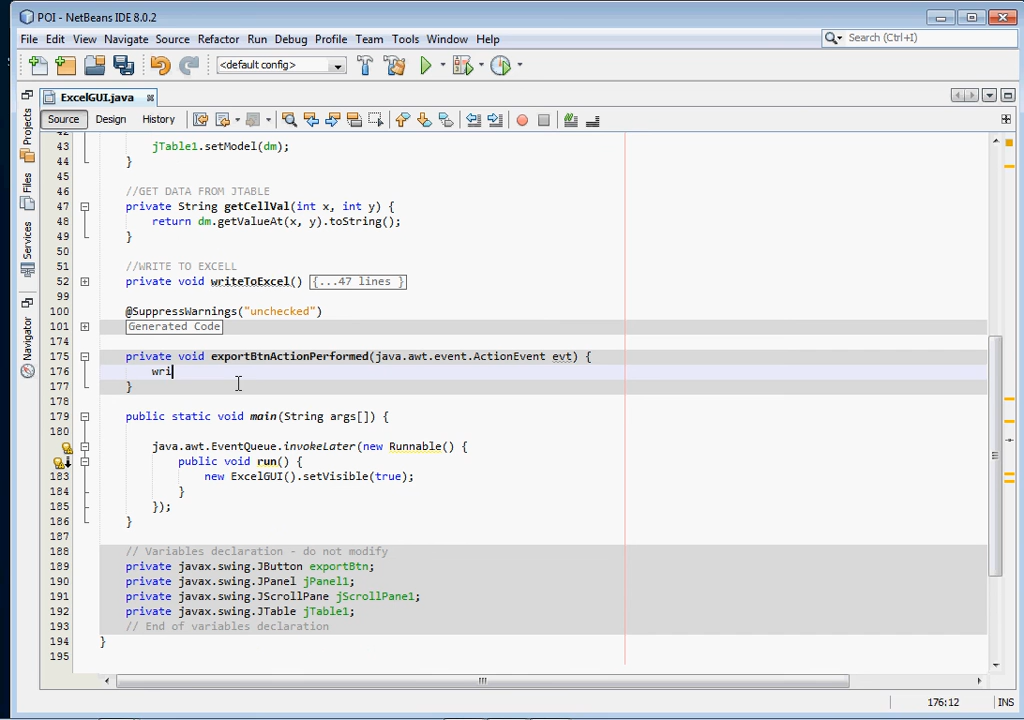 POI - NetBeans IDE 8.0.2
File Edit View Navigate Source Refactor Run Debug Profile Team Tools Window Help
Search (Ctrl+I)
<default config>
ExcelGUI.java
Source Design History
Projects
Files
Services
Navigator
42
43 jTable1.setModel(dm);
44 }
45
46 //GET DATA FROM JTABLE
47 private String getCellVal(int x, int y) {
48 return dm.getValueAt(x, y).toString();
49 }
50
51 //WRITE TO EXCELL
52 private void writeToExcel() {...47 lines }
99
100 @SuppressWarnings("unchecked")
101 Generated Code
174
175 private void exportBtnActionPerformed(java.awt.event.ActionEvent evt) {
176 wri
177 }
178
179 public static void main(String args[]) {
180
java.awt.EventQueue.invokeLater(new Runnable() {
public void run() {
183 new ExcelGUI().setVisible(true);
184 }
185 });
186 }
187
188 // Variables declaration - do not modify
189 private javax.swing.JButton exportBtn;
190 private javax.swing.JPanel jPanel1;
191 private javax.swing.JScrollPane jScrollPane1;
192 private javax.swing.JTable jTable1;
193 // End of variables declaration
194 }
195
176:12 INS